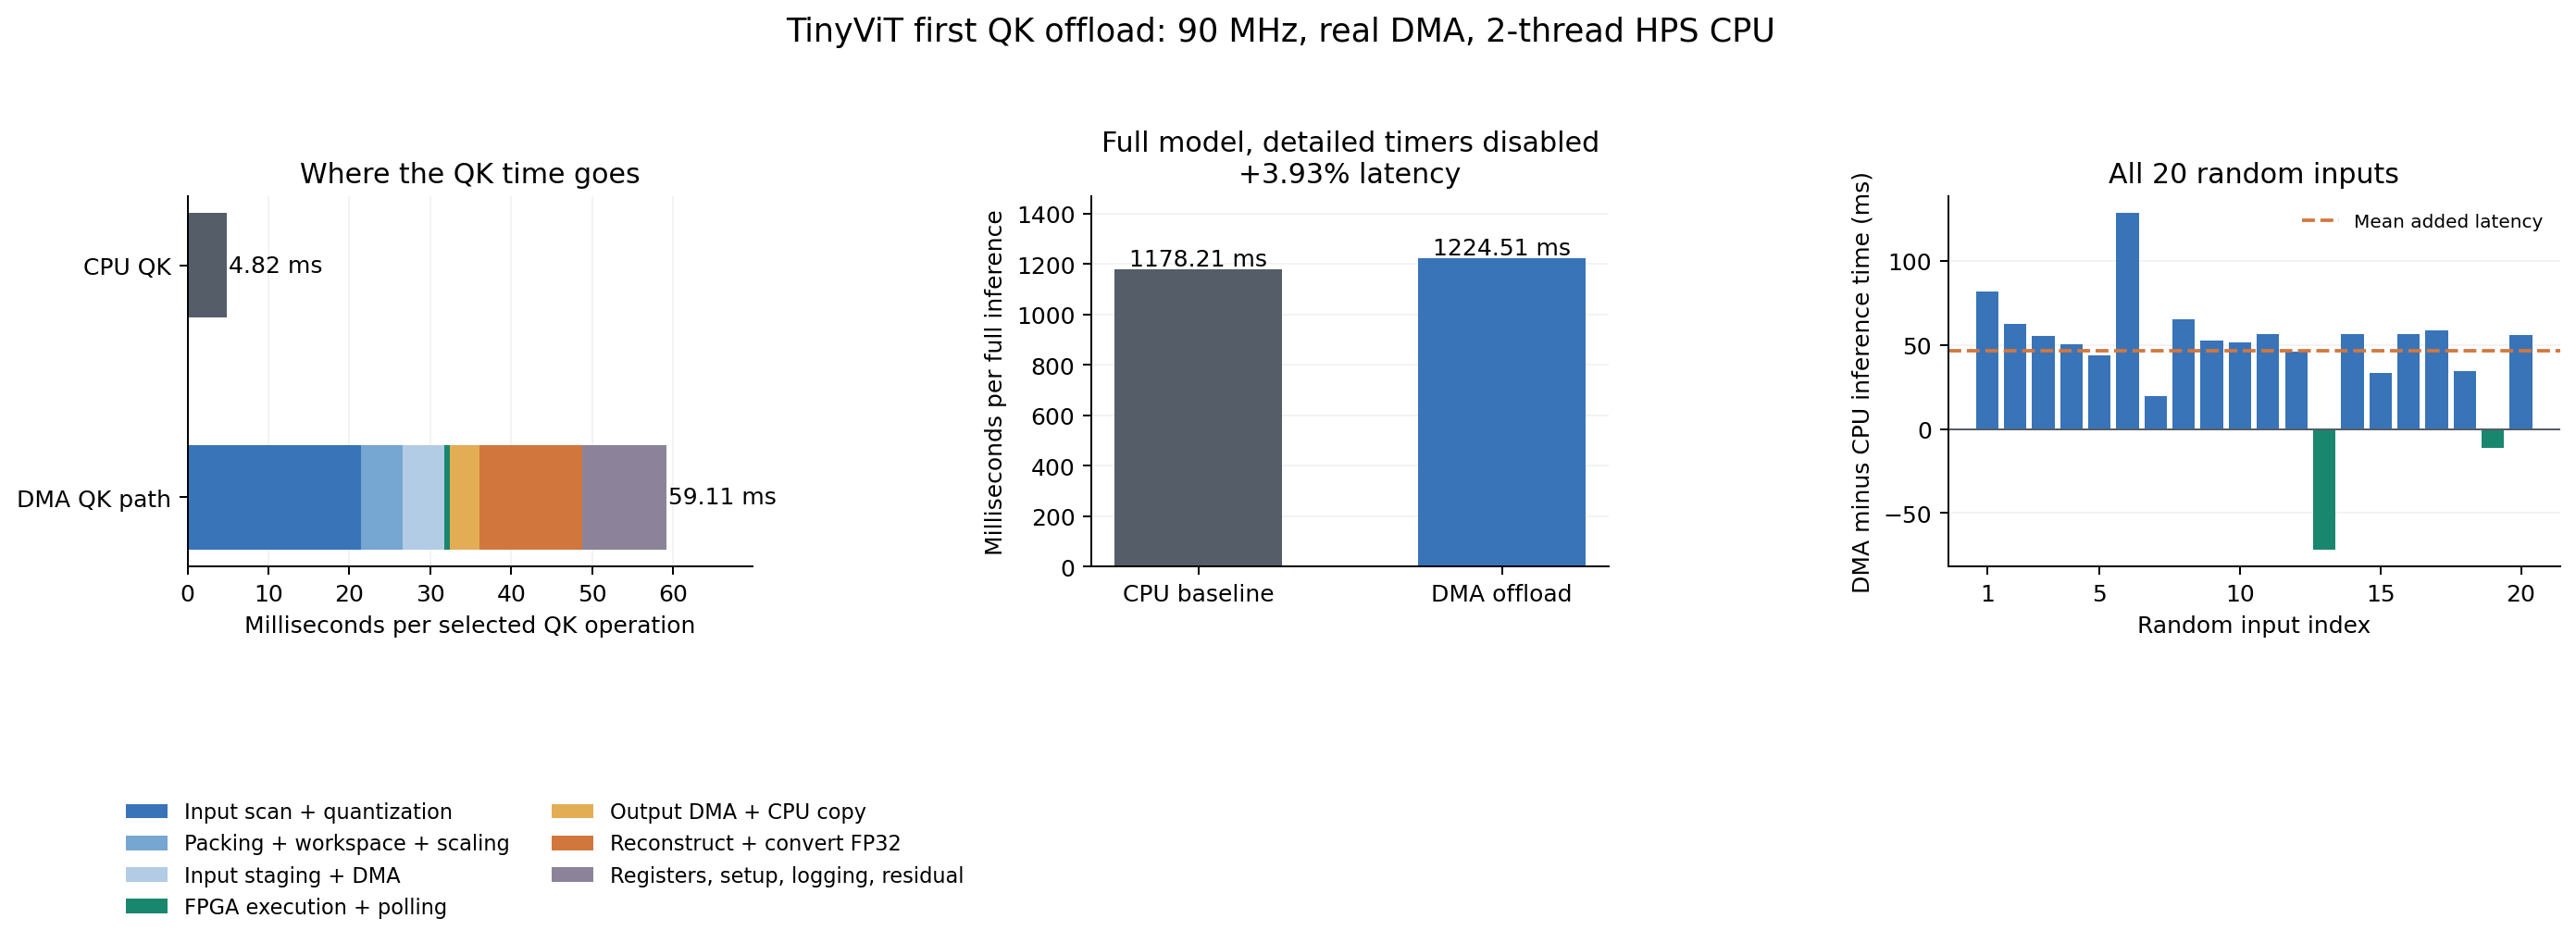 TinyViT first QK offload: 90 MHz, real DMA, 2-thread HPS CPU
Where the QK time goes
CPU QK
4.82 ms
DMA QK path
59.11 ms
0 10 20 30 40 50 60
Milliseconds per selected QK operation
Full model, detailed timers disabled
+3.93% latency
Milliseconds per full inference
1400
1200
1000
800
600
400
200
0
1178.21 ms
1224.51 ms
CPU baseline
DMA offload
All 20 random inputs
DMA minus CPU inference time (ms)
Mean added latency
100
50
0
−50
1 5 10 15 20
Random input index
Input scan + quantization
Packing + workspace + scaling
Input staging + DMA
FPGA execution + polling
Output DMA + CPU copy
Reconstruct + convert FP32
Registers, setup, logging, residual